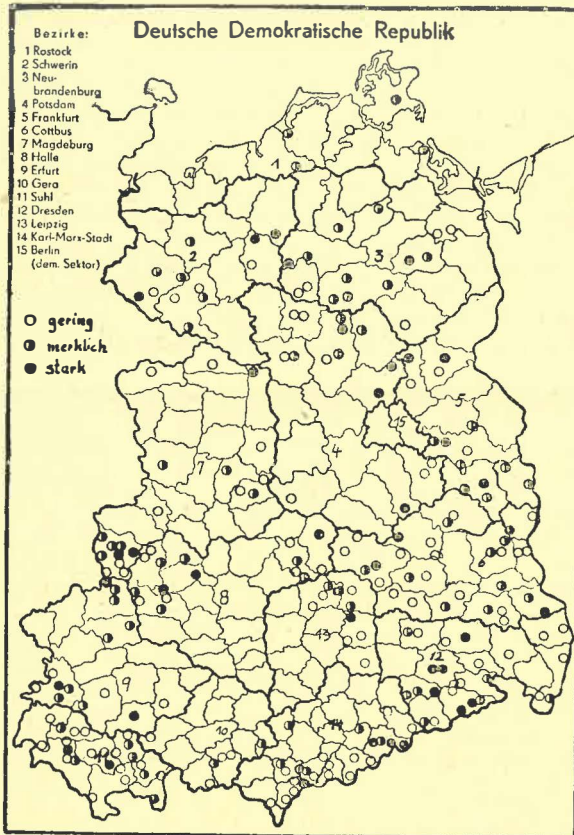 Deutsche Demokratische Republik
Bezirke:
1 Rostock
2 Schwerin
3 Neu-
brandenburg
4 Potsdam
5 Frankfurt
6 Cottbus
7 Magdeburg
8 Halle
9 Erfurt
10 Gera
11 Suhl
12 Dresden
13 Leipzig
14 Karl-Marx-Stadt
15 Berlin
(dem. Sektor)
gering
merklich
stark
1
2
3
4
5
15
7
6
8
13
12
9
10
14
11